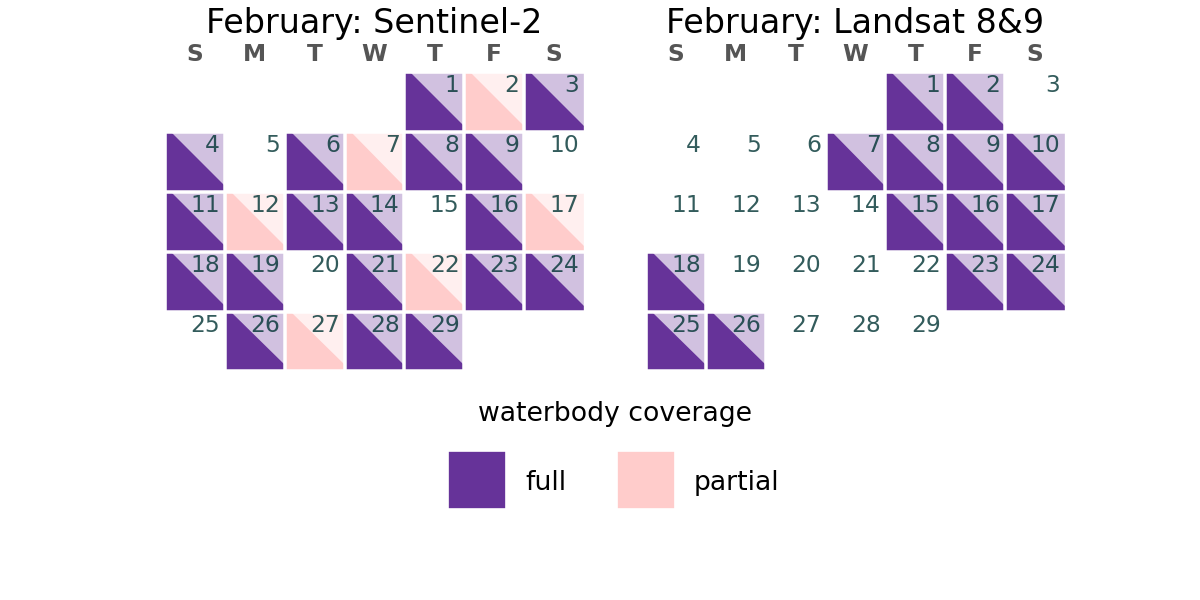 February: Sentinel-2
S M T W T F S
1 2 3
4 5 6 7 8 9 10
11 12 13 14 15 16 17
18 19 20 21 22 23 24
25 26 27 28 29
February: Landsat 8&9
S M T W T F S
1 2 3
4 5 6 7 8 9 10
11 12 13 14 15 16 17
18 19 20 21 22 23 24
25 26 27 28 29
waterbody coverage
full partial